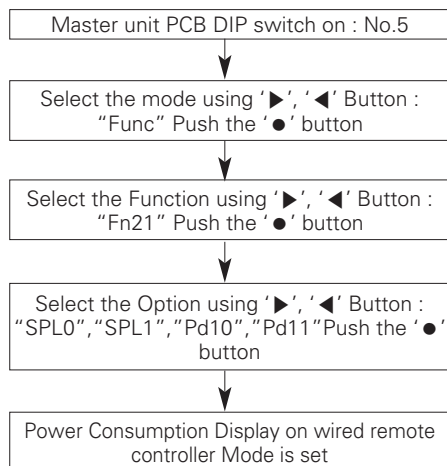 Master unit PCB DIP switch on : No.5
Select the mode using ‘▶’, ‘◀’ Button :
“Func” Push the ‘●’ button
Select the Function using ‘▶’, ‘◀’ Button :
“Fn21” Push the ‘●’ button
Select the Option using ‘▶’, ‘◀’ Button :
“SPL0”,“SPL1”,”Pd10”,”Pd11”Push the ‘●’
button
Power Consumption Display on wired remote
controller Mode is set